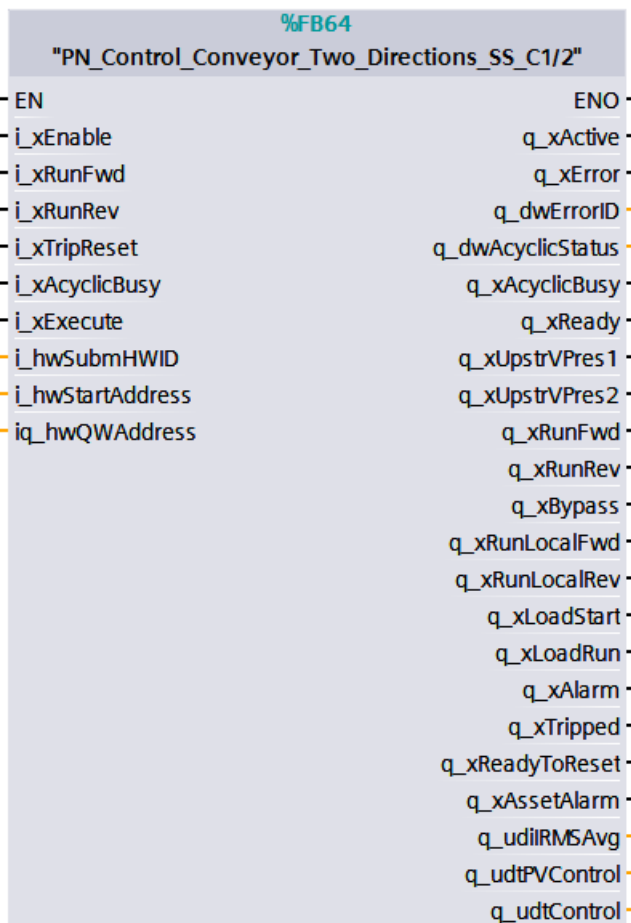 %FB64
"PN_Control_Conveyor_Two_Directions_SS_C1/2"
EN ENO
i_xEnable q_xActive
i_xRunFwd q_xError
i_xRunRev q_dwErrorID
i_xTripReset q_dwAcyclicStatus
i_xAcyclicBusy q_xAcyclicBusy
i_xExecute q_xReady
i_hwSubmHWID q_xUpstrVPres1
i_hwStartAddress q_xUpstrVPres2
iq_hwQWAddress q_xRunFwd
q_xRunRev
q_xBypass
q_xRunLocalFwd
q_xRunLocalRev
q_xLoadStart
q_xLoadRun
q_xAlarm
q_xTripped
q_xReadyToReset
q_xAssetAlarm
q_udiIRMSAvg
q_udtPVControl
q_udtControl